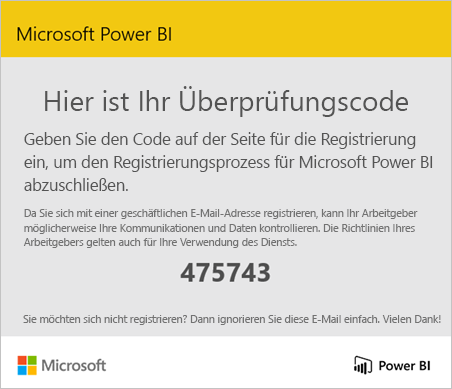 Microsoft Power BI
Hier ist Ihr Überprüfungscode
Geben Sie den Code auf der Seite für die Registrierung
ein, um den Registrierungsprozess für Microsoft Power BI
abzuschließen.
Da Sie sich mit einer geschäftlichen E-Mail-Adresse registrieren, kann Ihr Arbeitgeber
möglicherweise Ihre Kommunikationen und Daten kontrollieren. Die Richtlinien Ihres
Arbeitgebers gelten auch für Ihre Verwendung des Diensts.
475743
Sie möchten sich nicht registrieren? Dann ignorieren Sie diese E-Mail einfach. Vielen Dank!
Microsoft
Power BI